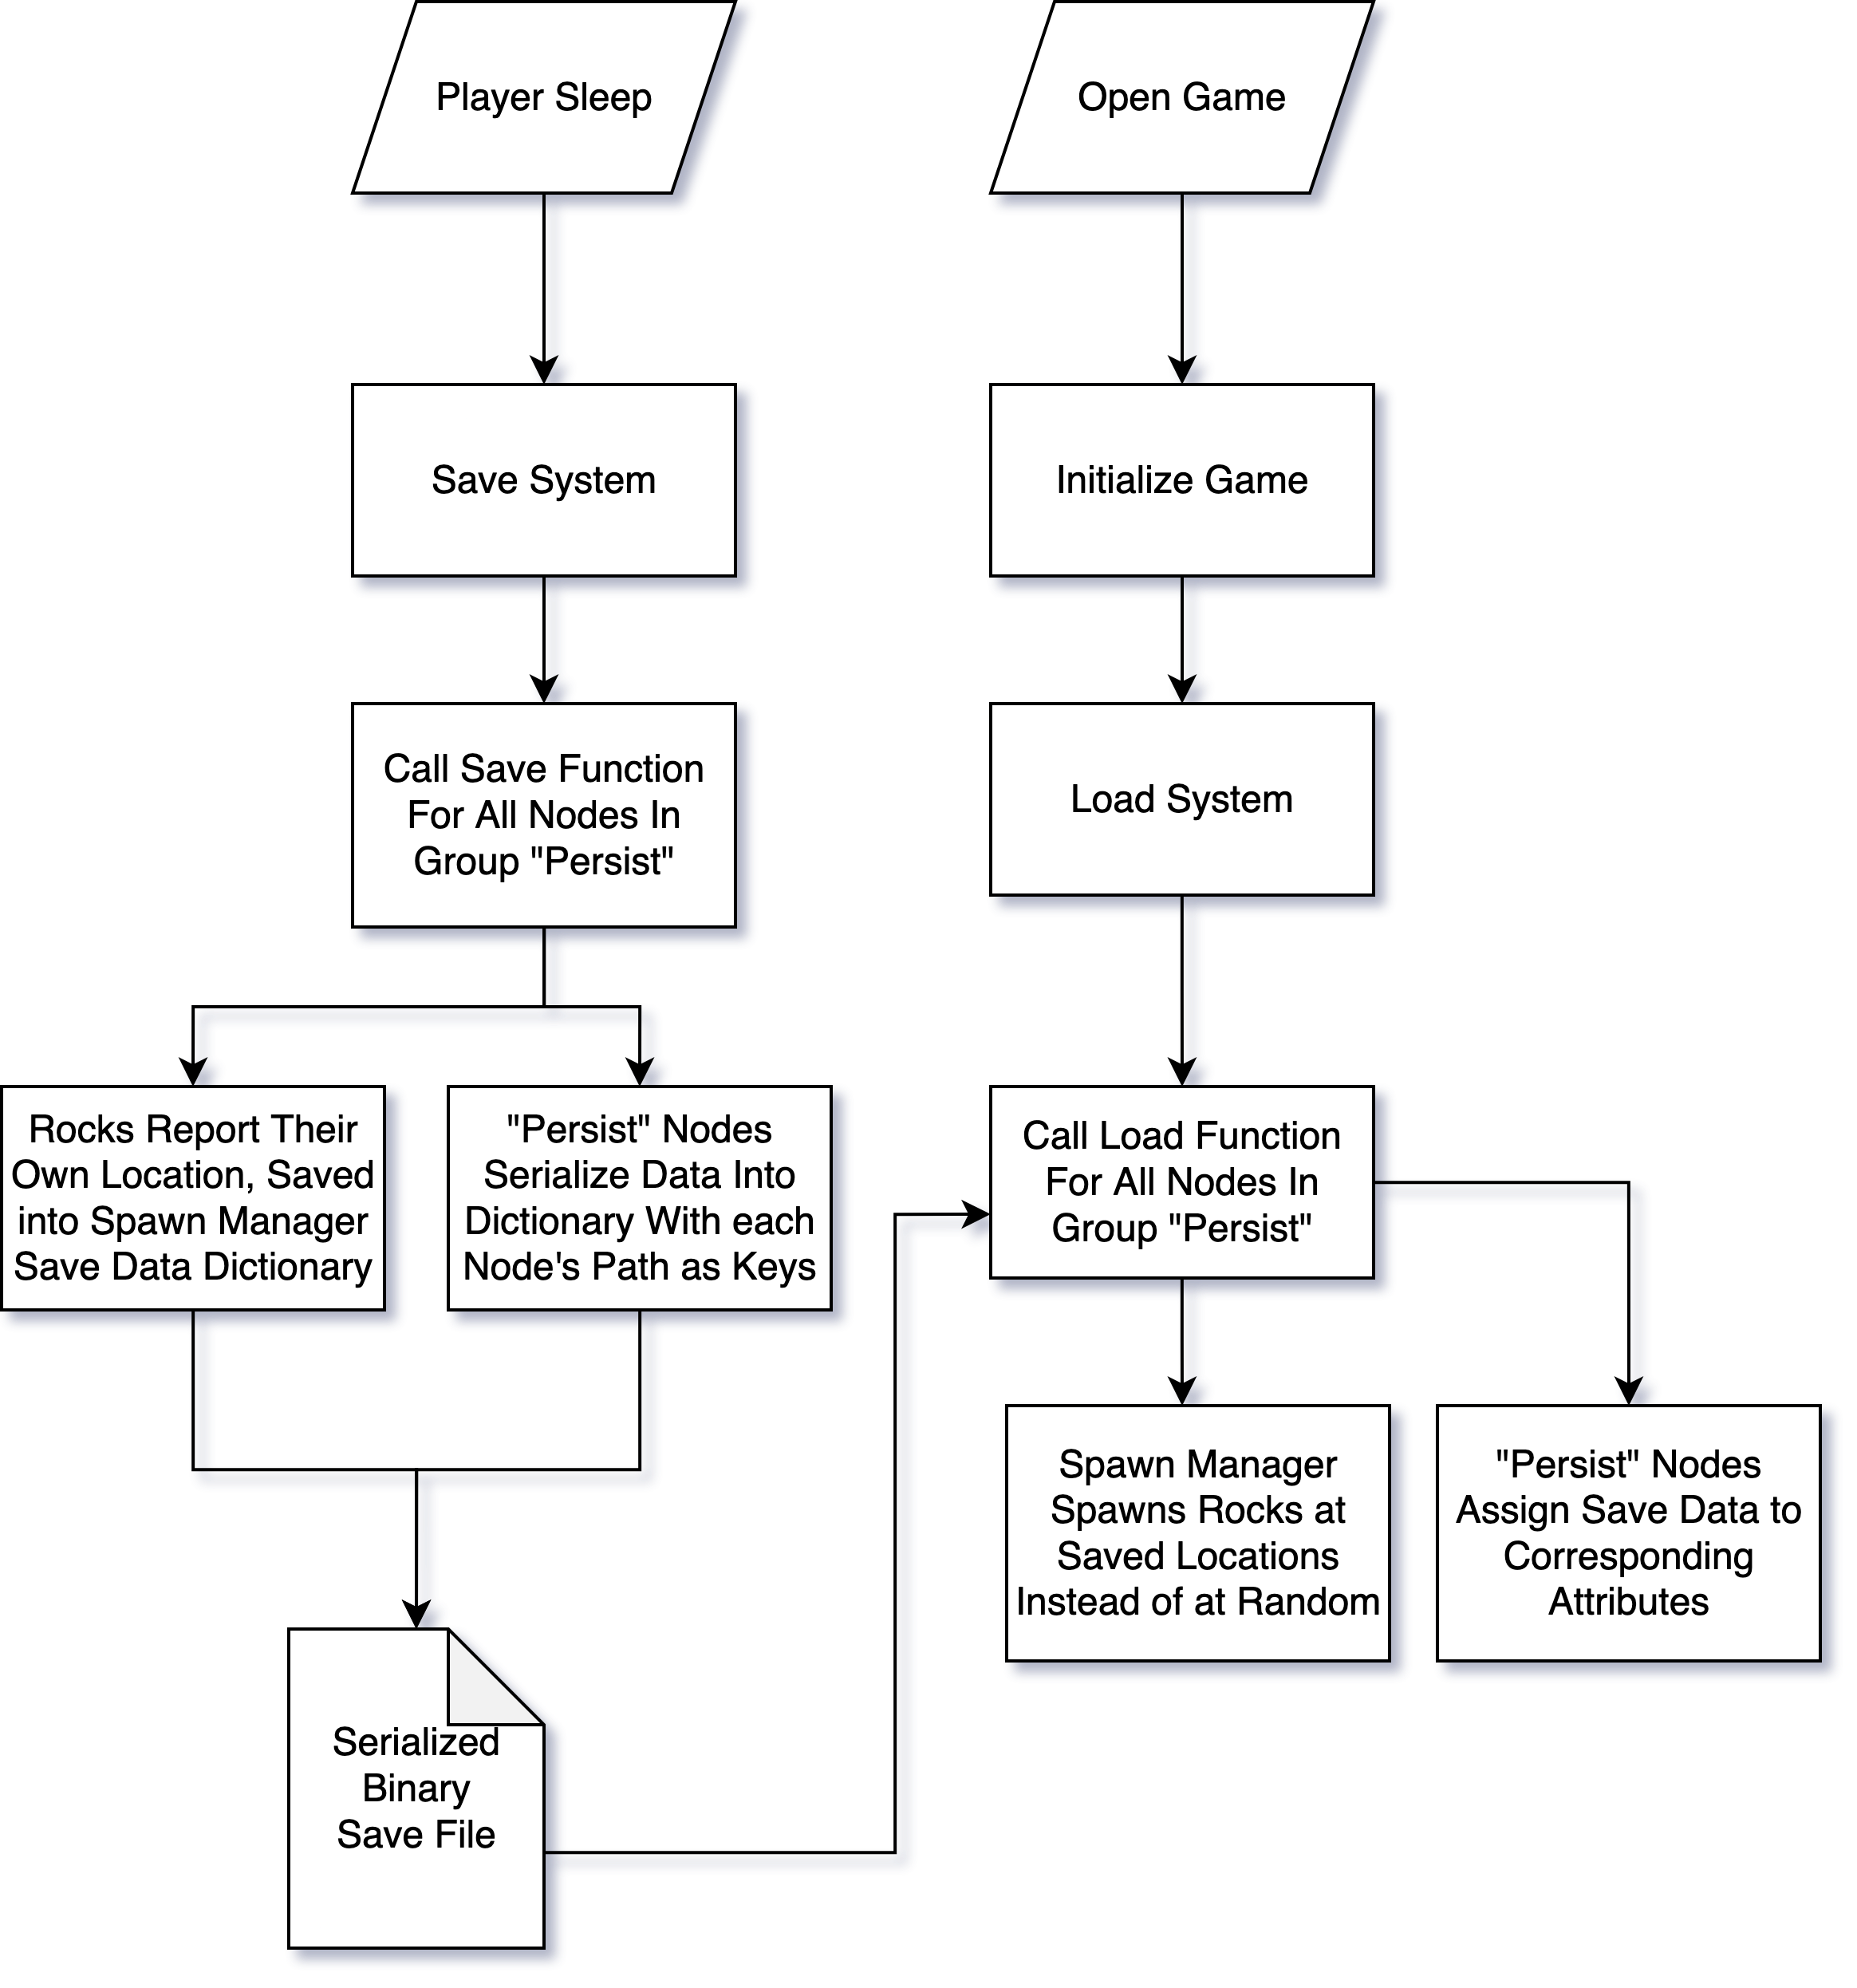 Player Sleep
Open Game
Save System
Initialize Game
Call Save Function
For All Nodes In
Group "Persist"
Load System
Rocks Report Their
Own Location, Saved
into Spawn Manager
Save Data Dictionary
"Persist" Nodes
Serialize Data Into
Dictionary With each
Node's Path as Keys
Call Load Function
For All Nodes In
Group "Persist"
Spawn Manager
Spawns Rocks at
Saved Locations
Instead of at Random
"Persist" Nodes
Assign Save Data to
Corresponding
Attributes
Serialized
Binary
Save File